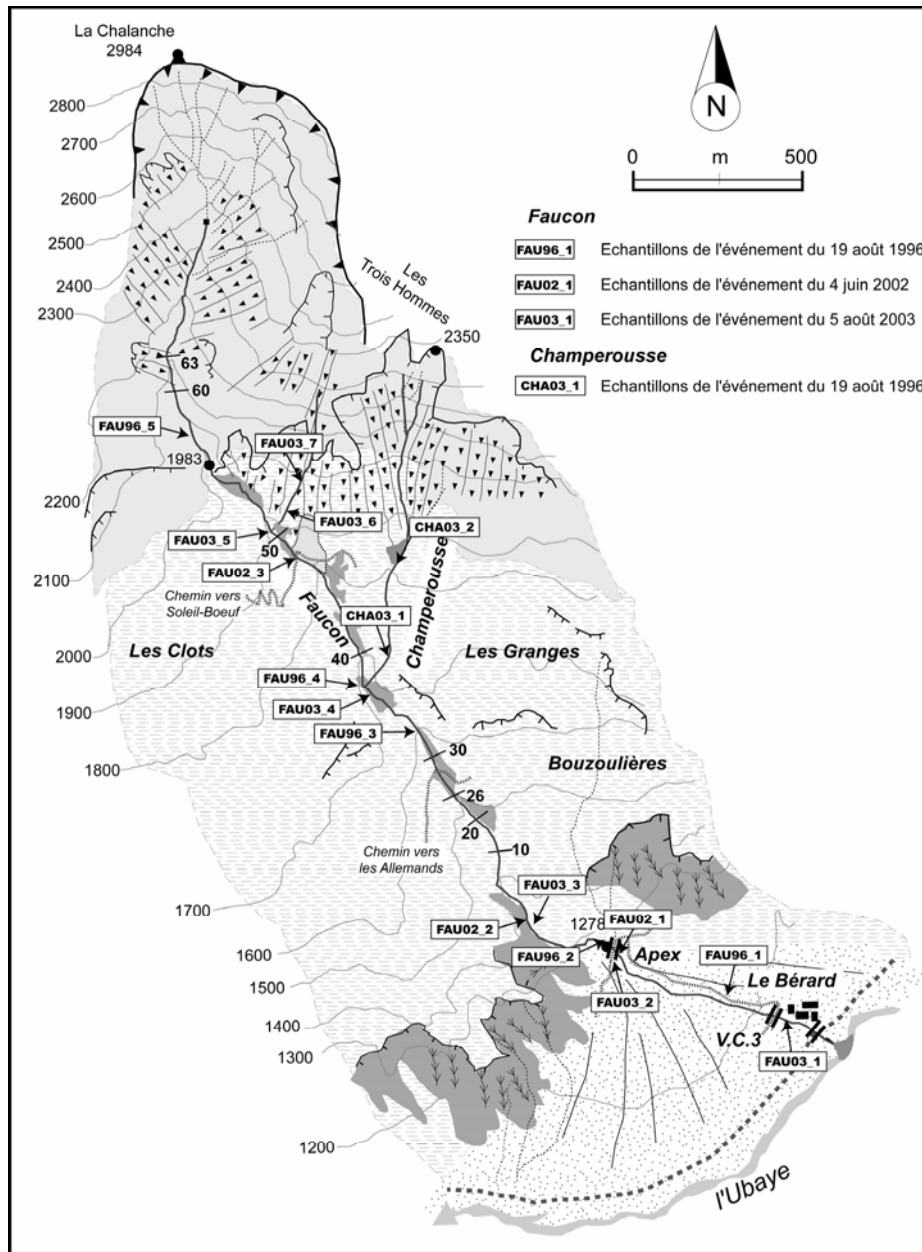 La Chalanche
2984
2800
2700
2600
2500
2400
2300
N
0 m 500
Faucon
FAU96_1 Echantillons de l'événement du 19 août 1996
FAU02_1 Echantillons de l'événement du 4 juin 2002
FAU03_1 Echantillons de l'événement du 5 août 2003
Champerousse
CHA03_1 Echantillons de l'événement du 19 août 1996
Les
Trois Hommes
2350
63
60
FAU96_5
1983
FAU03_7
2200
FAU03_6
FAU03_5
50
CHA03_2
FAU02_3
2100
Chemin vers
Soleil-Boeuf
Faucon
Champerousse
CHA03_1
Les Clots
40
Les Granges
2000
FAU96_4
1900
FAU03_4
FAU96_3
1800
30
Bouzoulières
26
20
Chemin vers
les Allemands
10
1700
FAU03_3
FAU02_2
1278
FAU02_1
1600
FAU96_2
Apex
FAU96_1
1500
Le Bérard
FAU03_2
1400
V.C.3
1300
FAU03_1
1200
l'Ubaye